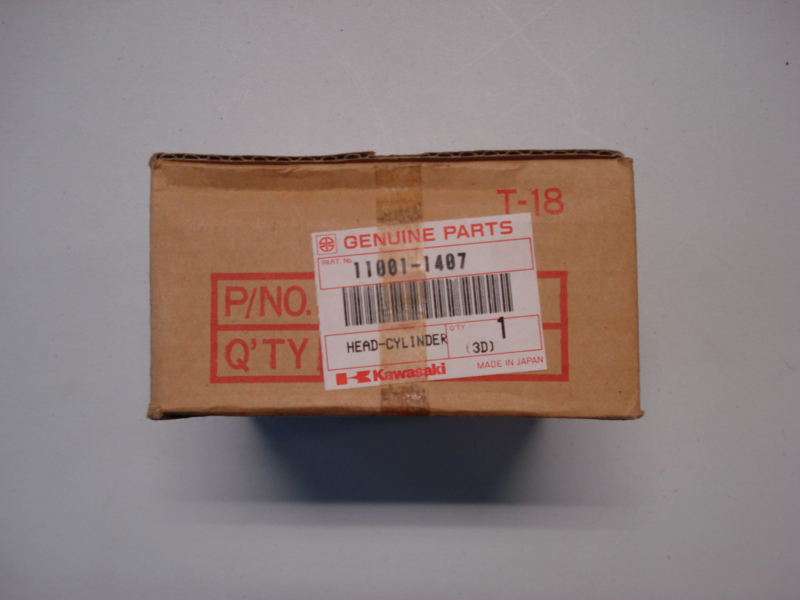 T-18
GENUINE PARTS
PART. No.
11001-1407
P/NO.
HEAD-CYLINDER
Q'TY
1
(3D)
Q'TY
Kawasaki
MADE IN JAPAN